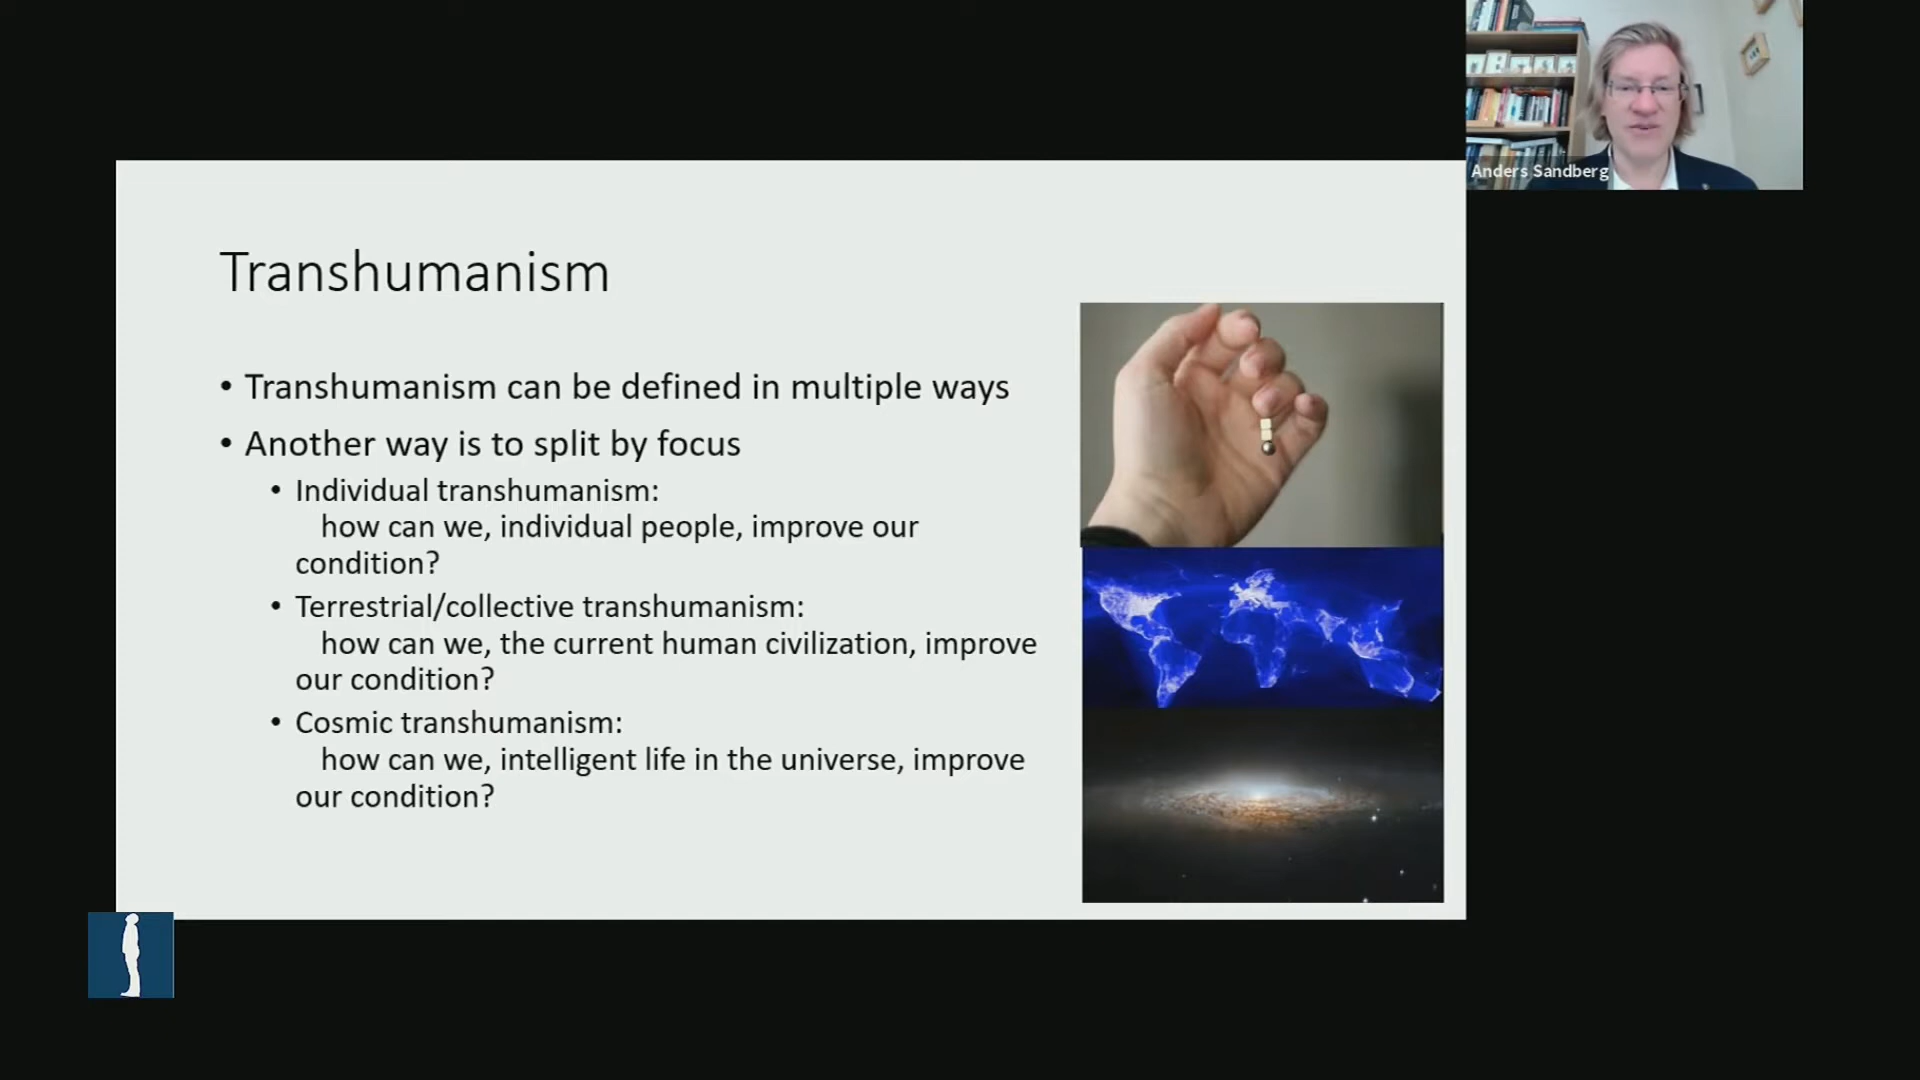 Anders Sandberg
Transhumanism
• Transhumanism can be defined in multiple ways
• Another way is to split by focus
• Individual transhumanism:
how can we, individual people, improve our
condition?
• Terrestrial/collective transhumanism:
how can we, the current human civilization, improve
our condition?
• Cosmic transhumanism:
how can we, intelligent life in the universe, improve
our condition?